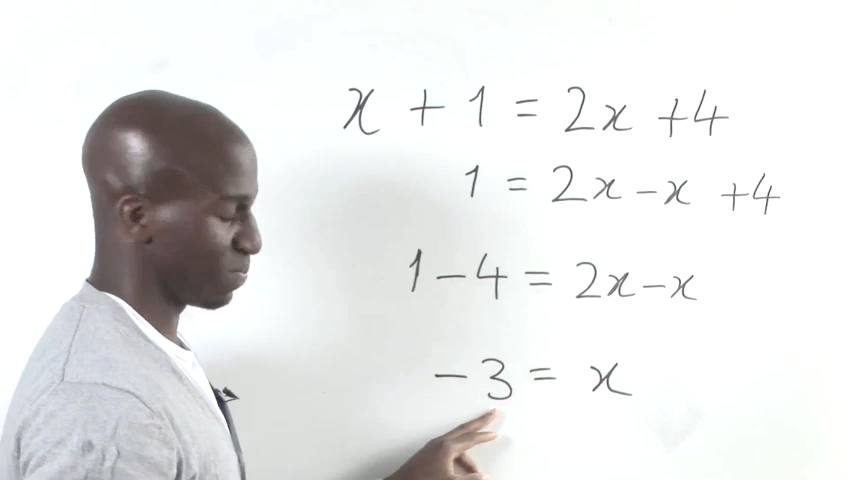 x + 1 = 2x + 4
1 = 2x - x + 4
1 - 4 = 2x - x
- 3 = x